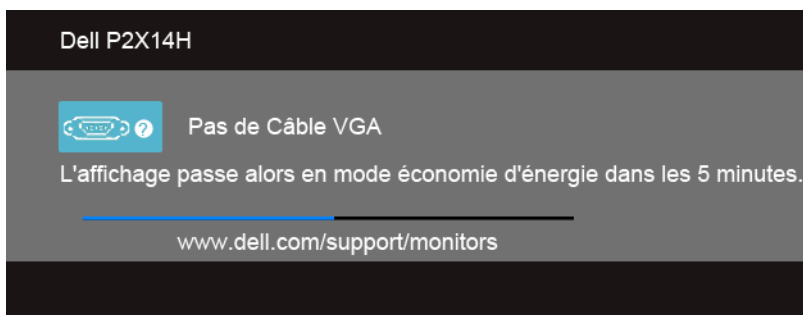 Dell P2X14H
Pas de Câble VGA
L'affichage passe alors en mode économie d'énergie dans les 5 minutes.
www.dell.com/support/monitors